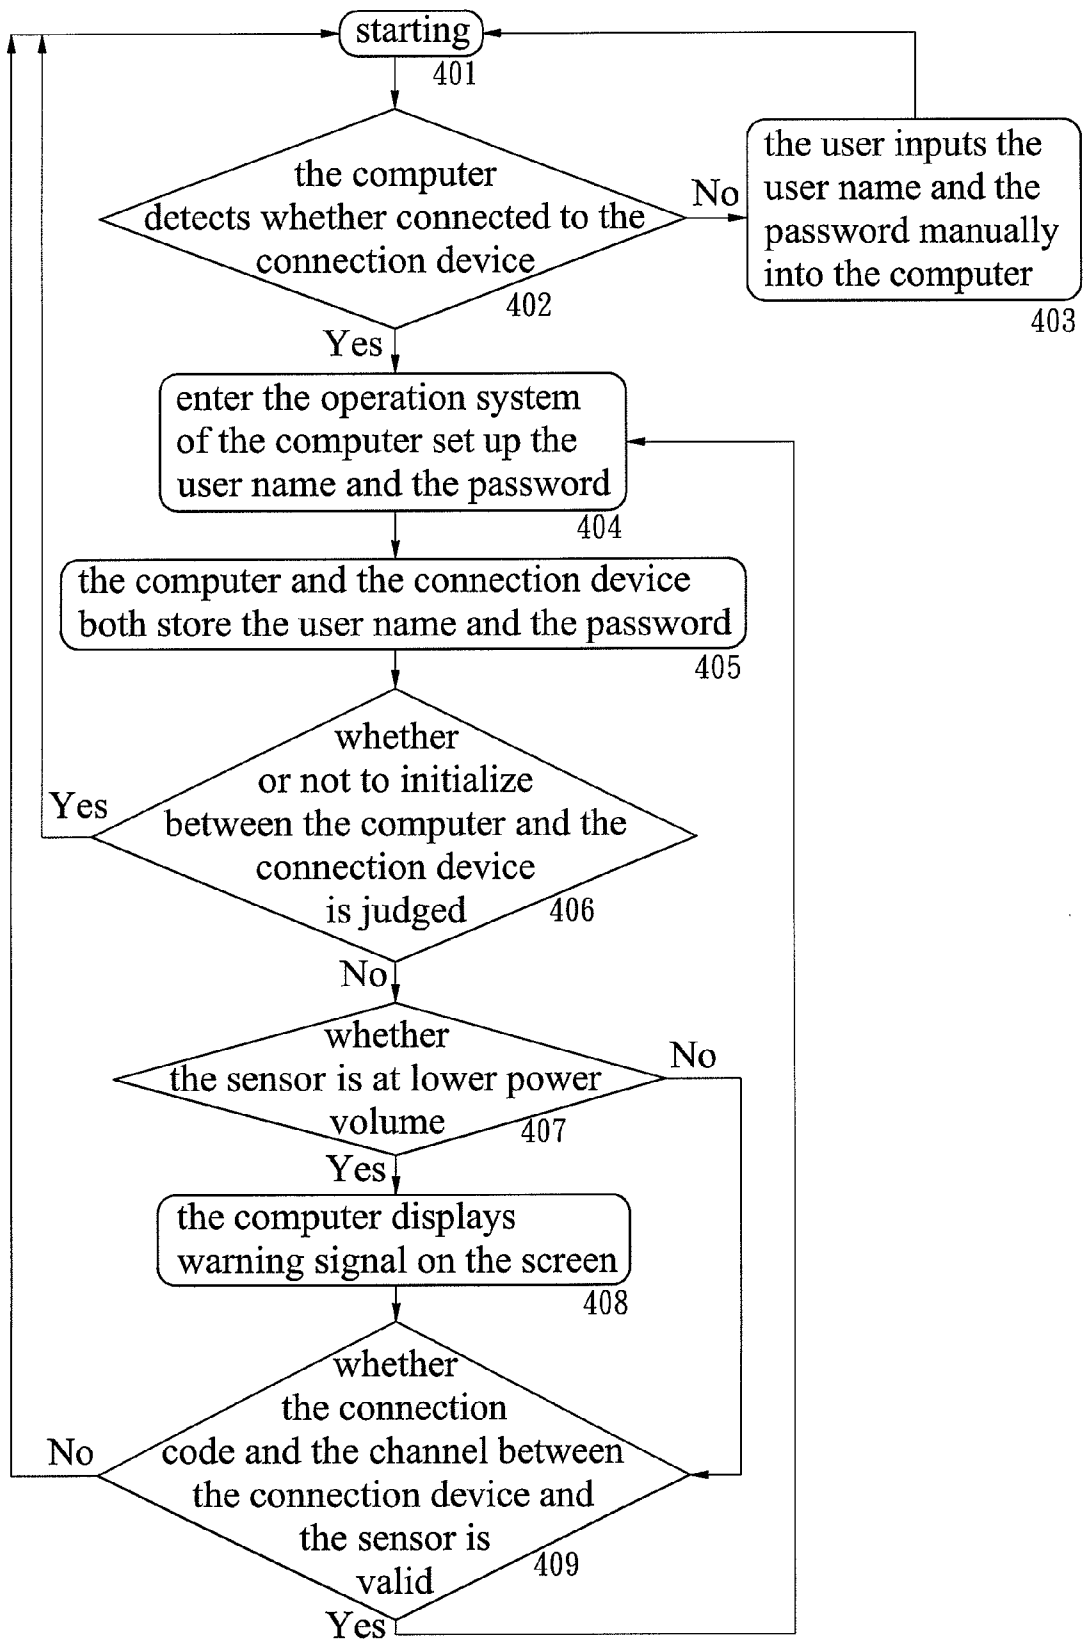 starting
401
the computer
detects whether connected to the
connection device
402
No
the user inputs the
user name and the
password manually
into the computer
403
Yes
enter the operation system
of the computer set up the
user name and the password
404
the computer and the connection device
both store the user name and the password
405
whether
or not to initialize
between the computer and the
connection device
is judged
406
Yes
No
whether
the sensor is at lower power
volume
407
No
Yes
the computer displays
warning signal on the screen
408
whether
the connection
code and the channel between
the connection device and
the sensor is
valid
409
No
Yes